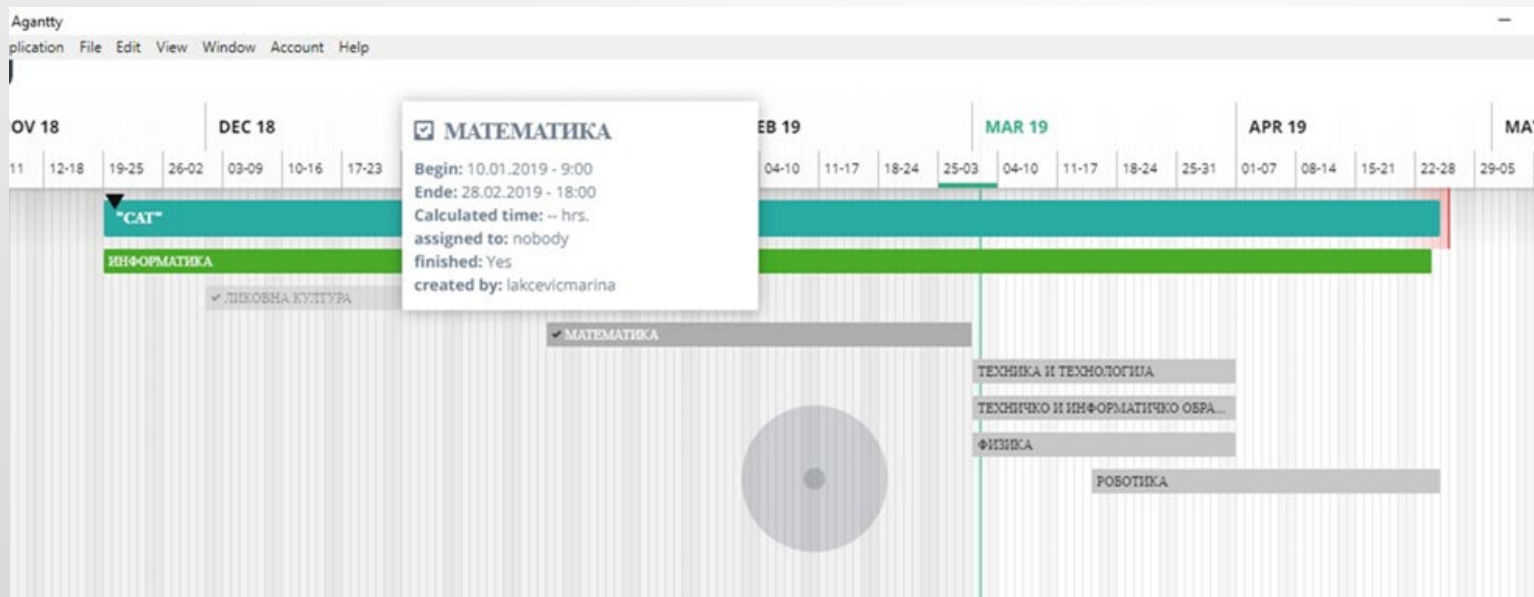 Agantty
plication File Edit View Window Account Help
OV 18 DEC 18 EB 19 MAR 19 APR 19 MA
11 12-18 19-25 26-02 03-09 10-16 17-23 04-10 11-17 18-24 25-03 04-10 11-17 18-24 25-31 01-07 08-14 15-21 22-28 29-05
МАТЕМАТИКА
Begin: 10.01.2019 - 9:00
Ende: 28.02.2019 - 18:00
Calculated time: -- hrs.
assigned to: nobody
finished: Yes
created by: lakcevicmarina
"САТ"
ИНФОРМАТИКА
ЛИКОВНА КУЛТУРА
МАТЕМАТИКА
ТЕХНИКА И ТЕХНОЛОГИЈА
ТЕХНИЧКО И ИНФОРМАТИЧКО ОБРА...
ФИЗИКА
РОБОТИКА